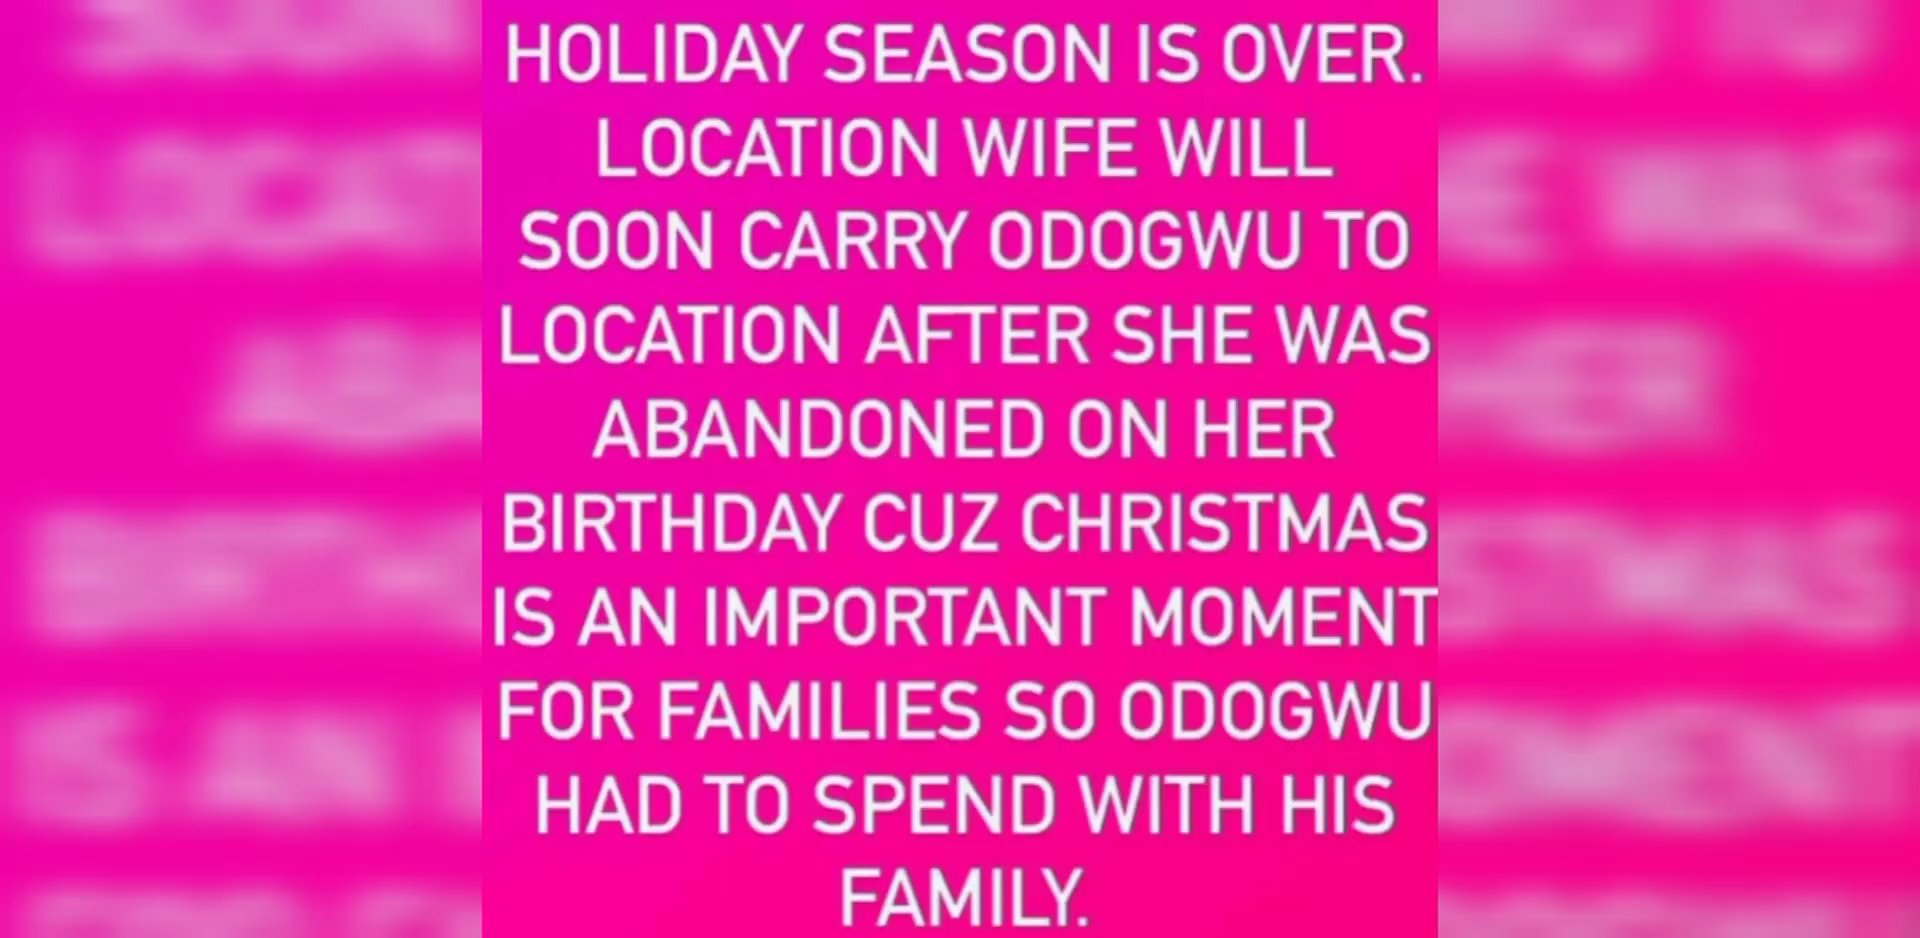 HOLIDAY SEASON IS OVER.
LOCATION WIFE WILL
SOON CARRY ODOGWU TO
LOCATION AFTER SHE WAS
ABANDONED ON HER
BIRTHDAY CUZ CHRISTMAS
IS AN IMPORTANT MOMENT
FOR FAMILIES SO ODOGWU
HAD TO SPEND WITH HIS
FAMILY.